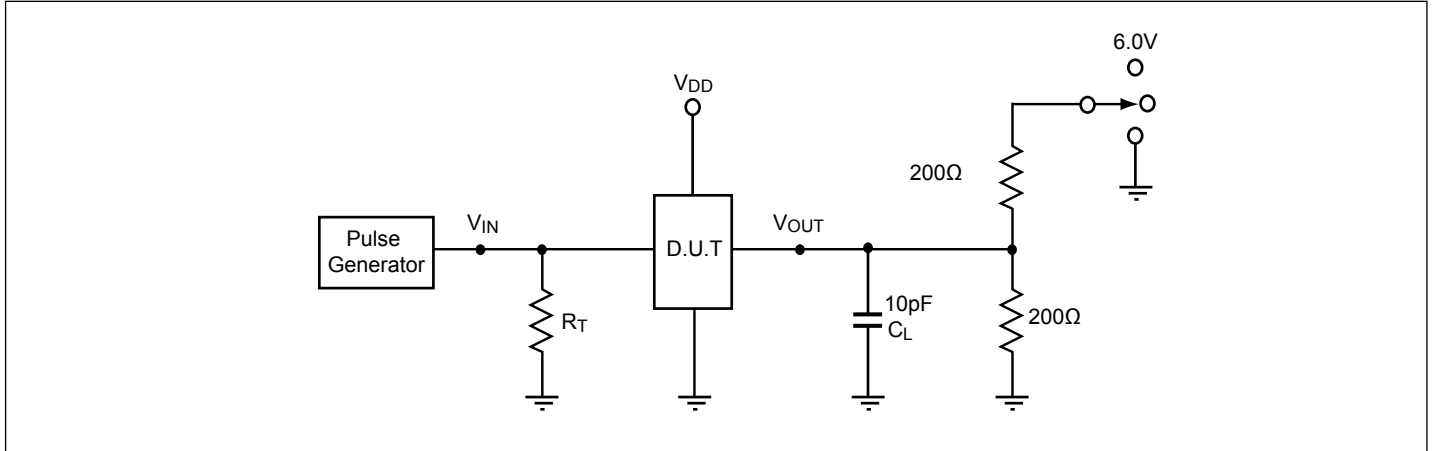 6.0V
VDD
200Ω
VIN
VOUT
Pulse
Generator
D.U.T
10pF
CL
RT
200Ω